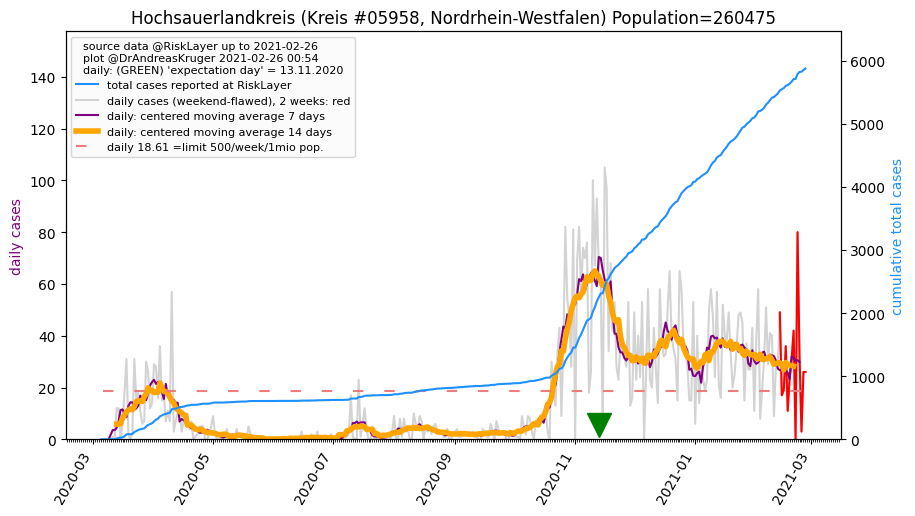 Hochsauerlandkreis (Kreis #05958, Nordrhein-Westfalen) Population=260475
source data @RiskLayer up to 2021-02-26
plot @DrAndreasKruger 2021-02-26 00:54
daily: (GREEN) 'expectation day' = 13.11.2020
total cases reported at RiskLayer
daily cases (weekend-flawed), 2 weeks: red
daily: centered moving average 7 days
daily: centered moving average 14 days
daily 18.61 =limit 500/week/1mio pop.
daily cases
140
120
100
80
60
40
20
0
6000
5000
4000
3000
2000
1000
0
cumulative total cases
2020-03
2020-05
2020-07
2020-09
2020-11
2021-01
2021-03